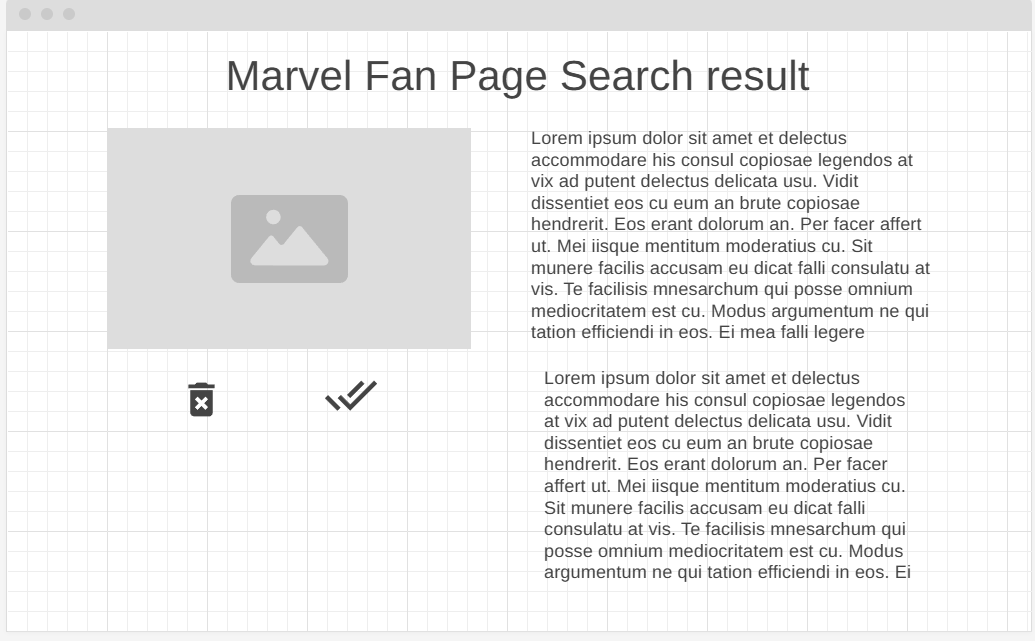 Marvel Fan Page Search result
Lorem ipsum dolor sit amet et delectus
accommodare his consul copiosae legendos at
vix ad putent delectus delicata usu. Vidit
dissentiet eos cu eum an brute copiosae
hendrerit. Eos erant dolorum an. Per facer affert
ut. Mei iisque mentitum moderatius cu. Sit
munere facilis accusam eu dicat falli consulatu at
vis. Te facilisis mnesarchum qui posse omnium
mediocritatem est cu. Modus argumentum ne qui
tation efficiendi in eos. Ei mea falli legere
Lorem ipsum dolor sit amet et delectus
accommodare his consul copiosae legendos
at vix ad putent delectus delicata usu. Vidit
dissentiet eos cu eum an brute copiosae
hendrerit. Eos erant dolorum an. Per facer
affert ut. Mei iisque mentitum moderatius cu.
Sit munere facilis accusam eu dicat falli
consulatu at vis. Te facilisis mnesarchum qui
posse omnium mediocritatem est cu. Modus
argumentum ne qui tation efficiendi in eos. Ei